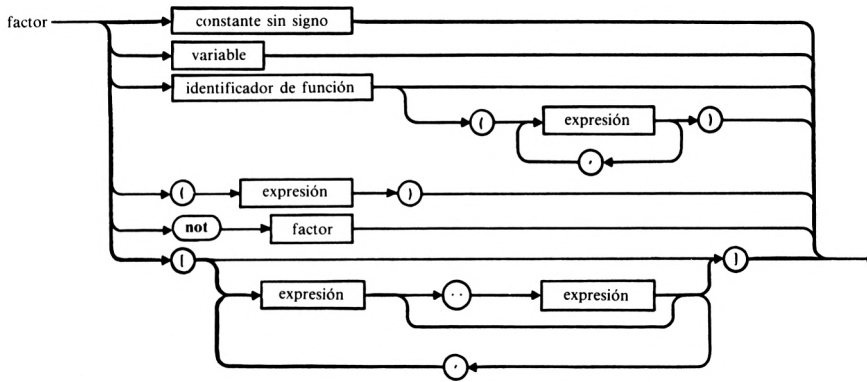 factor
constante sin signo
variable
identificador de función
( expresión )
,
( expresión )
not factor
[ ]
expresión .. expresión
,